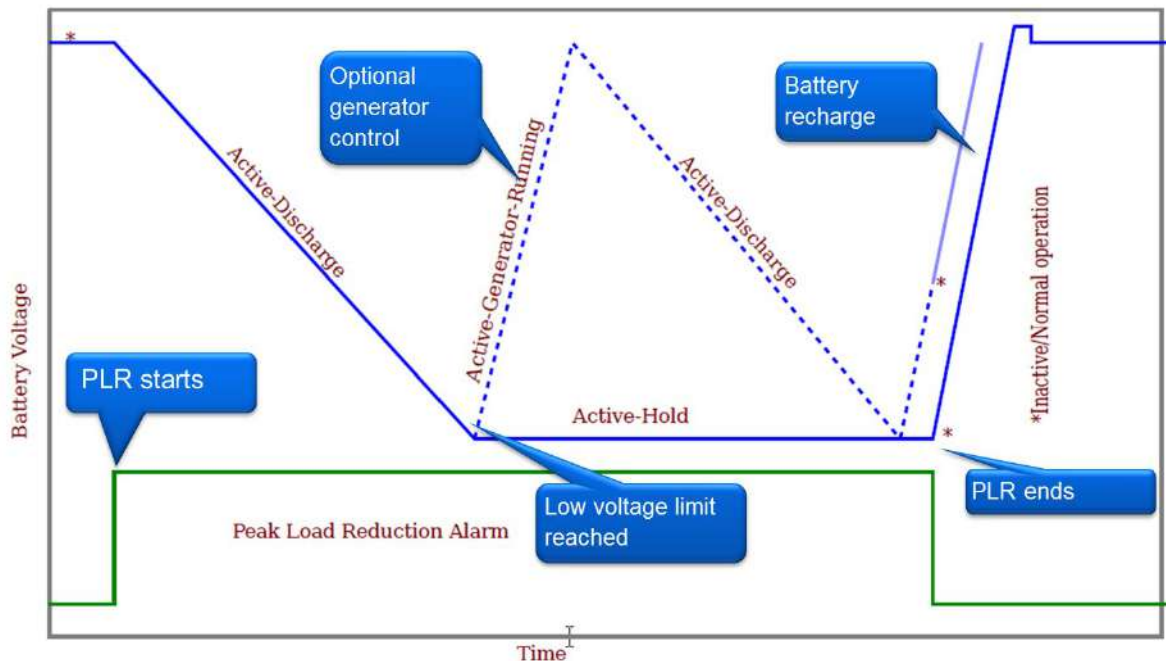 *
Optional
generator
control
Battery
recharge
Active-Discharge
Active-Generator-Running
Active-Discharge
*
*Inactive/Normal operation
Battery Voltage
PLR starts
Active-Hold
*
PLR ends
Low voltage limit
reached
Peak Load Reduction Alarm
Time